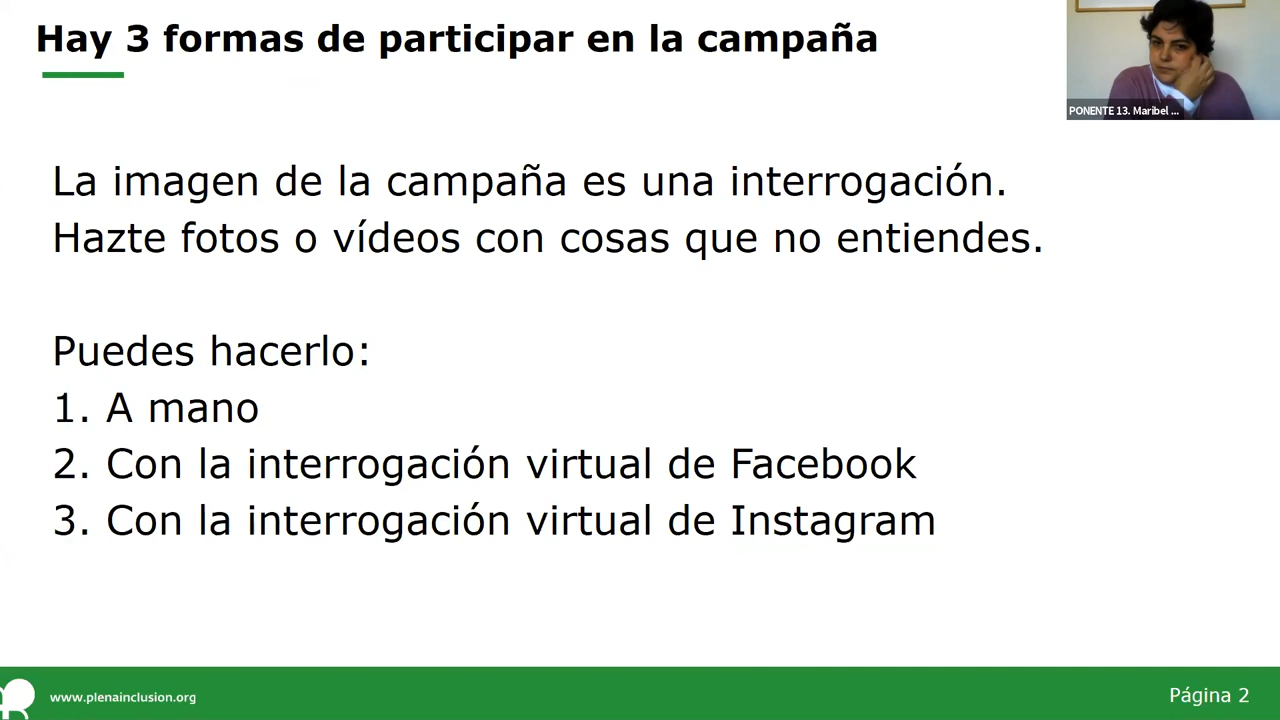 Hay 3 formas de participar en la campaña
PONENTE 13. Maribel ...
La imagen de la campaña es una interrogación.
Hazte fotos o vídeos con cosas que no entiendes.
Puedes hacerlo:
1. A mano
2. Con la interrogación virtual de Facebook
3. Con la interrogación virtual de Instagram
www.plenainclusion.org
Página 2